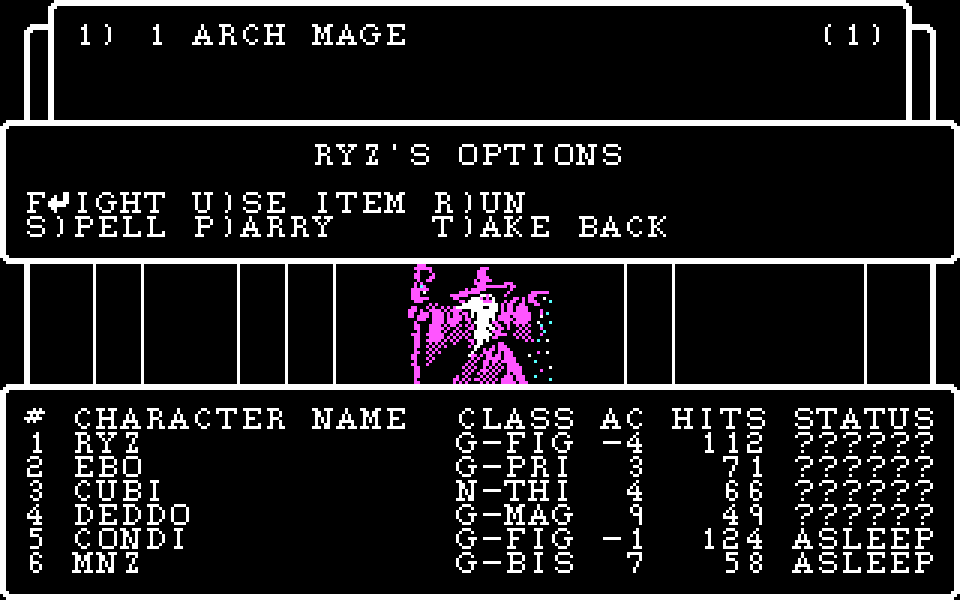 1) 1 ARCH MAGE (1)
RYZ'S OPTIONS
F↵IGHT U)SE ITEM R)UN
S)PELL P)ARRY T)AKE BACK
# CHARACTER NAME CLASS AC HITS STATUS
1 RYZ G-FIG -4 112 ??????
2 EBO G-PRI 3 71 ??????
3 CUBI N-THI 4 66 ??????
4 DEDDO G-MAG 9 49 ??????
5 CONDI G-FIG -1 124 ASLEEP
6 MNZ G-BIS 7 58 ASLEEP